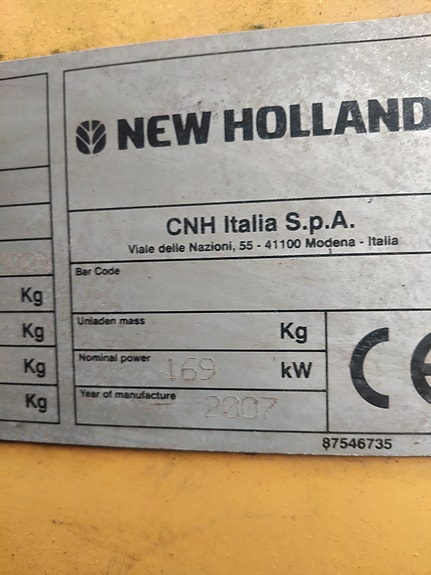 NEW HOLLAND
CNH Italia S.p.A.
Viale delle Nazioni, 55 - 41100 Modena - Italia
Bar Code
Kg
Unladen mass Kg
Kg
Nominal power 169 kW
Kg
Year of manufacture 2007
Kg
CE
87546735